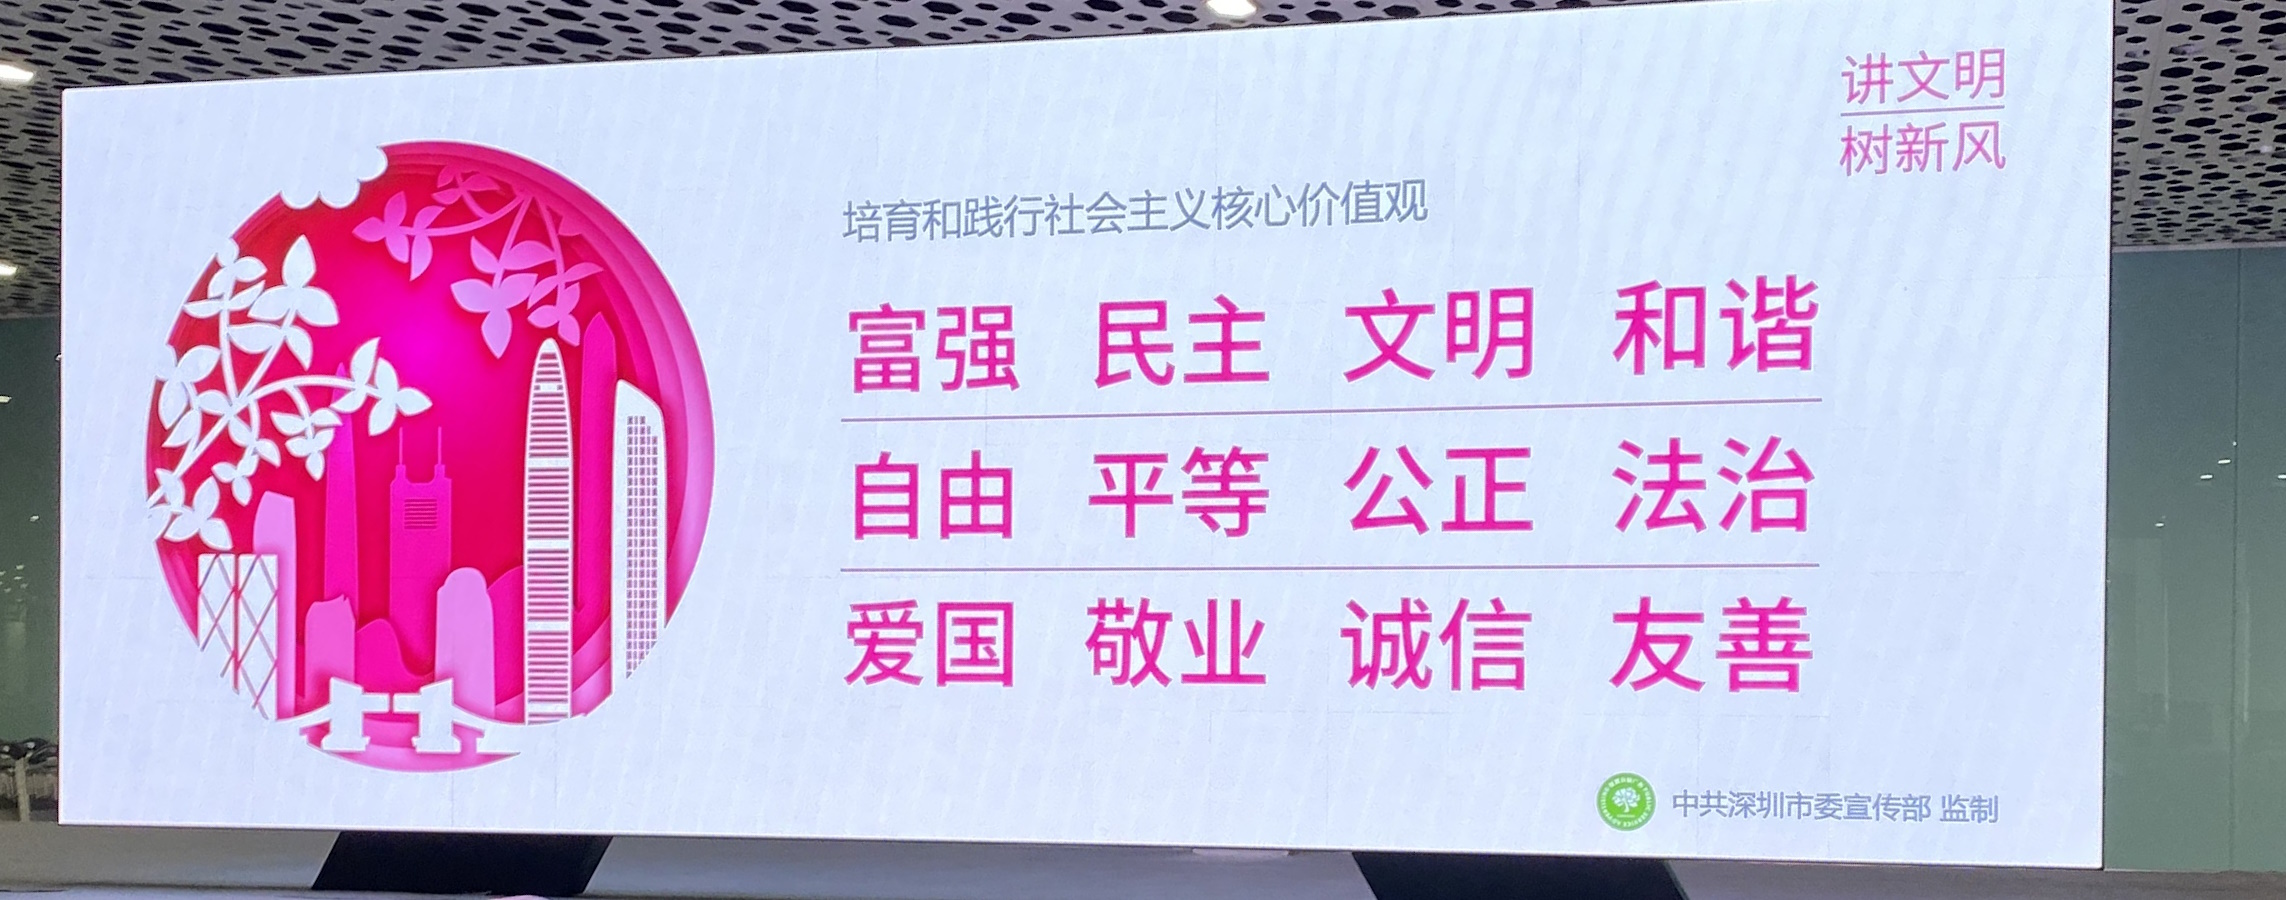 讲文明
树新风
培育和践行社会主义核心价值观
富强 民主 文明 和谐
自由 平等 公正 法治
爱国 敬业 诚信 友善
中共深圳市委宣传部 监制